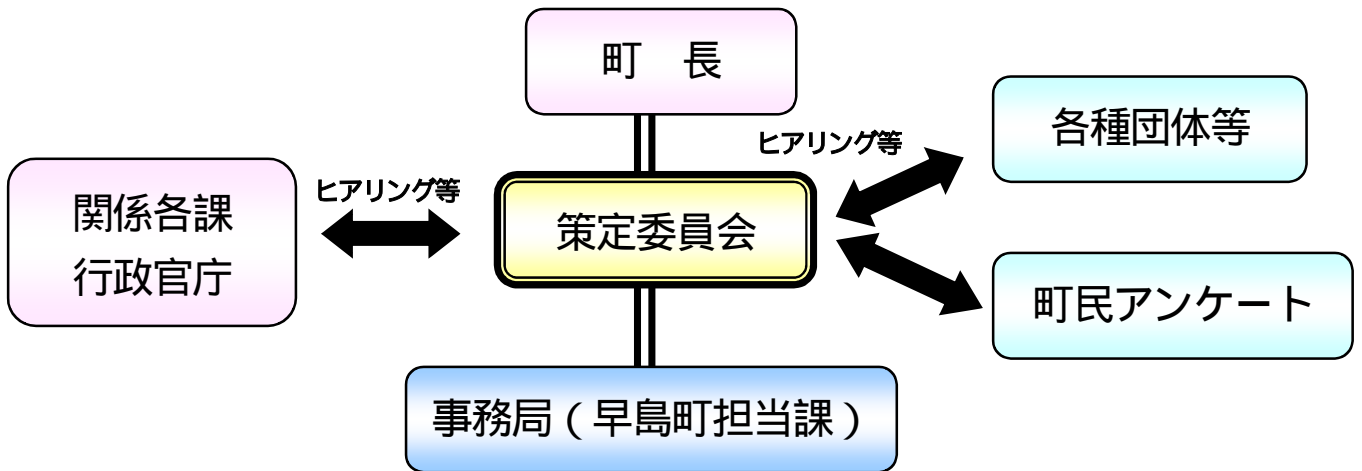 町　長
ヒアリング等
各種団体等
ヒアリング等
関係各課
行政官庁
策定委員会
町民アンケート
事務局（早島町担当課）